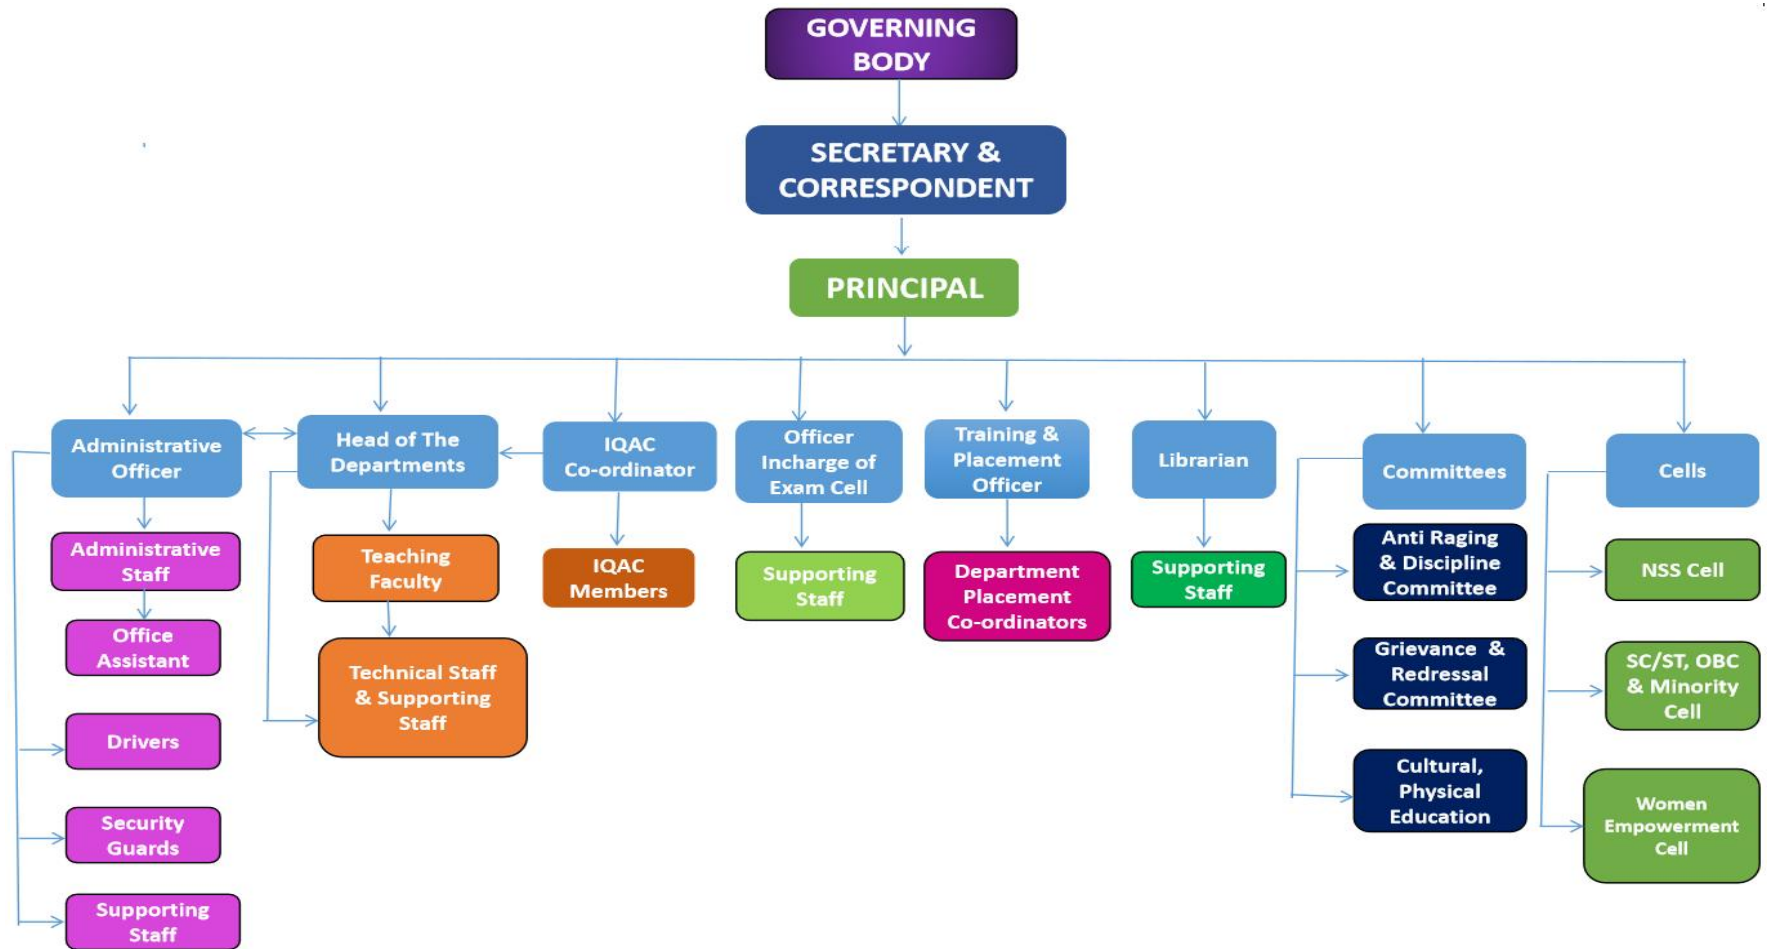 GOVERNING
BODY
SECRETARY &
CORRESPONDENT
PRINCIPAL
Administrative
Officer
Head of The
Departments
IQAC
Co-ordinator
Officer
Incharge of
Exam Cell
Training &
Placement
Officer
Librarian
Committees
Cells
Administrative
Staff
Office
Assistant
Drivers
Security
Guards
Supporting
Staff
Teaching
Faculty
Technical Staff
& Supporting
Staff
IQAC
Members
Supporting
Staff
Department
Placement
Co-ordinators
Supporting
Staff
Anti Raging
& Discipline
Committee
Grievance &
Redressal
Committee
Cultural,
Physical
Education
NSS Cell
SC/ST, OBC
& Minority
Cell
Women
Empowerment
Cell